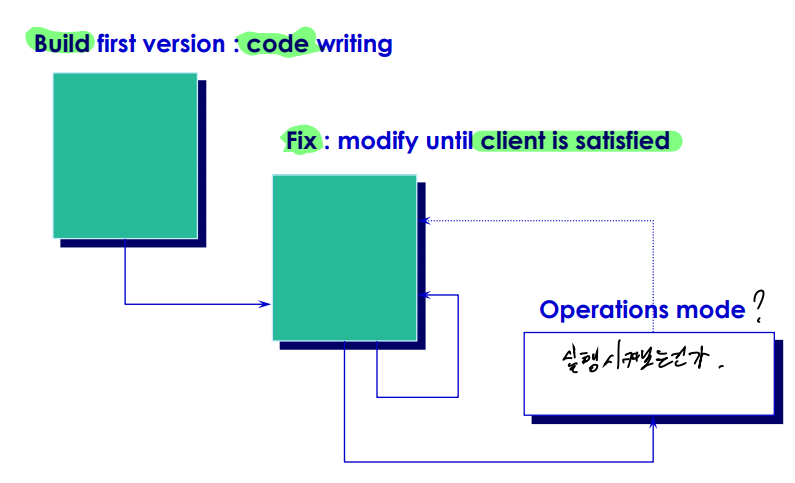 Build first version : code writing
Fix : modify until client is satisfied
Operations mode ?
실행시켜보는건가.